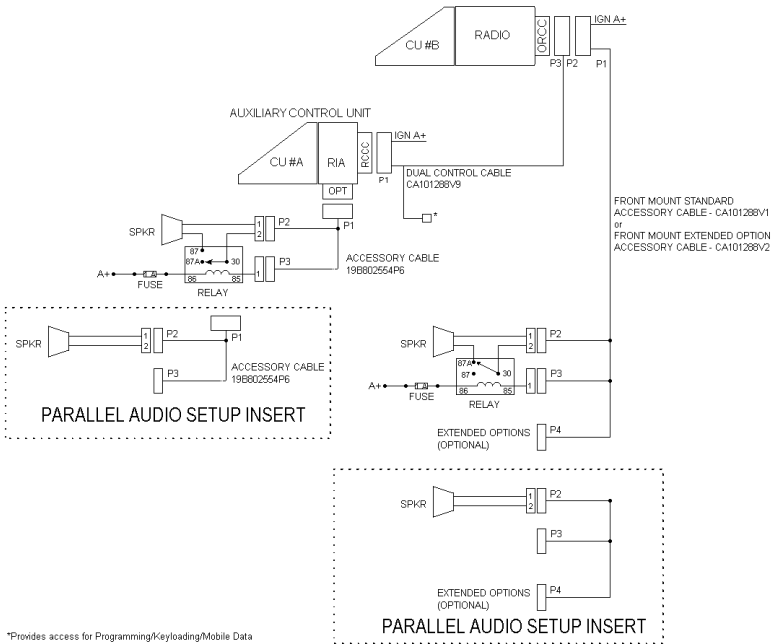 IGN A+
CU #B
RADIO
ORCC
P3
P2
P1
AUXILIARY CONTROL UNIT
IGN A+
CU #A
RIA
RCCC
P1
OPT
DUAL CONTROL CABLE
CA101288V9
*
FRONT MOUNT STANDARD
ACCESSORY CABLE - CA101288V1
or
FRONT MOUNT EXTENDED OPTION
ACCESSORY CABLE - CA101288V2
SPKR
1
2
P2
P1
87
87A
30
A+
FUSE
86
85
RELAY
1
P3
ACCESSORY CABLE
19B802554P6
SPKR
1
2
P2
P1
P3
ACCESSORY CABLE
19B802554P6
PARALLEL AUDIO SETUP INSERT
SPKR
1
2
P2
87A
87
30
A+
FUSE
86
85
RELAY
1
P3
EXTENDED OPTIONS
(OPTIONAL)
P4
SPKR
1
2
P2
P3
EXTENDED OPTIONS
(OPTIONAL)
P4
PARALLEL AUDIO SETUP INSERT
*Provides access for Programming/Keyloading/Mobile Data